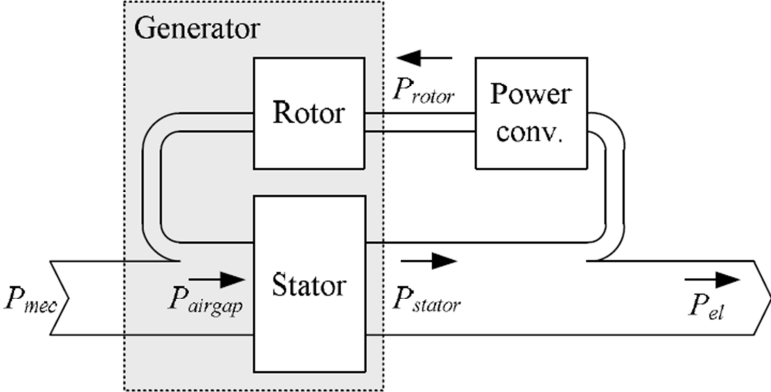 Generator
Rotor
P_rotor
Power
conv.
P_mec
P_airgap
Stator
P_stator
P_el